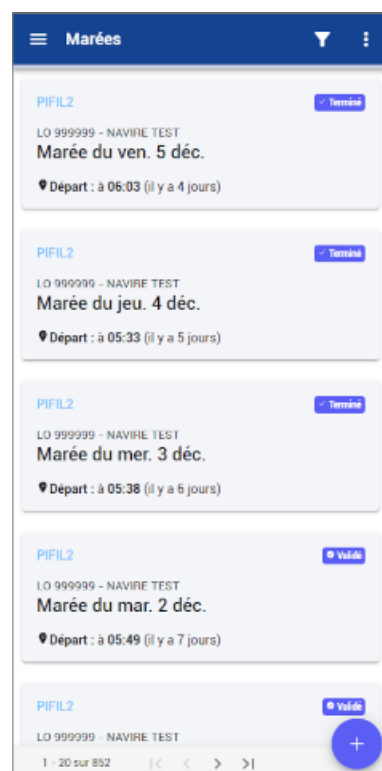 Marées
PIFIL2
Terminé
LO 999999 - NAVIRE TEST
Marée du ven. 5 déc.
Départ : à 06:03 (il y a 4 jours)
PIFIL2
Terminé
LO 999999 - NAVIRE TEST
Marée du jeu. 4 déc.
Départ : à 05:33 (il y a 5 jours)
PIFIL2
Terminé
LO 999999 - NAVIRE TEST
Marée du mer. 3 déc.
Départ : à 05:38 (il y a 6 jours)
PIFIL2
Validé
LO 999999 - NAVIRE TEST
Marée du mar. 2 déc.
Départ : à 05:49 (il y a 7 jours)
PIFIL2
Validé
LO 999999 - NAVIRE TEST
1 - 20 sur 852